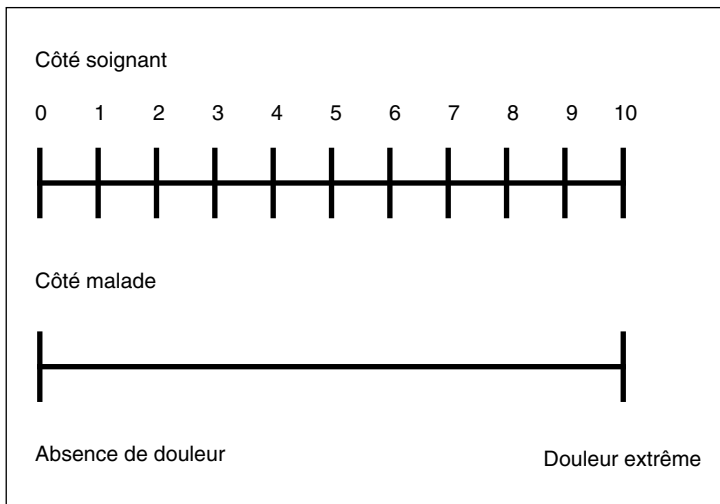 Côté soignant
0 1 2 3 4 5 6 7 8 9 10
Côté malade
Absence de douleur Douleur extrême